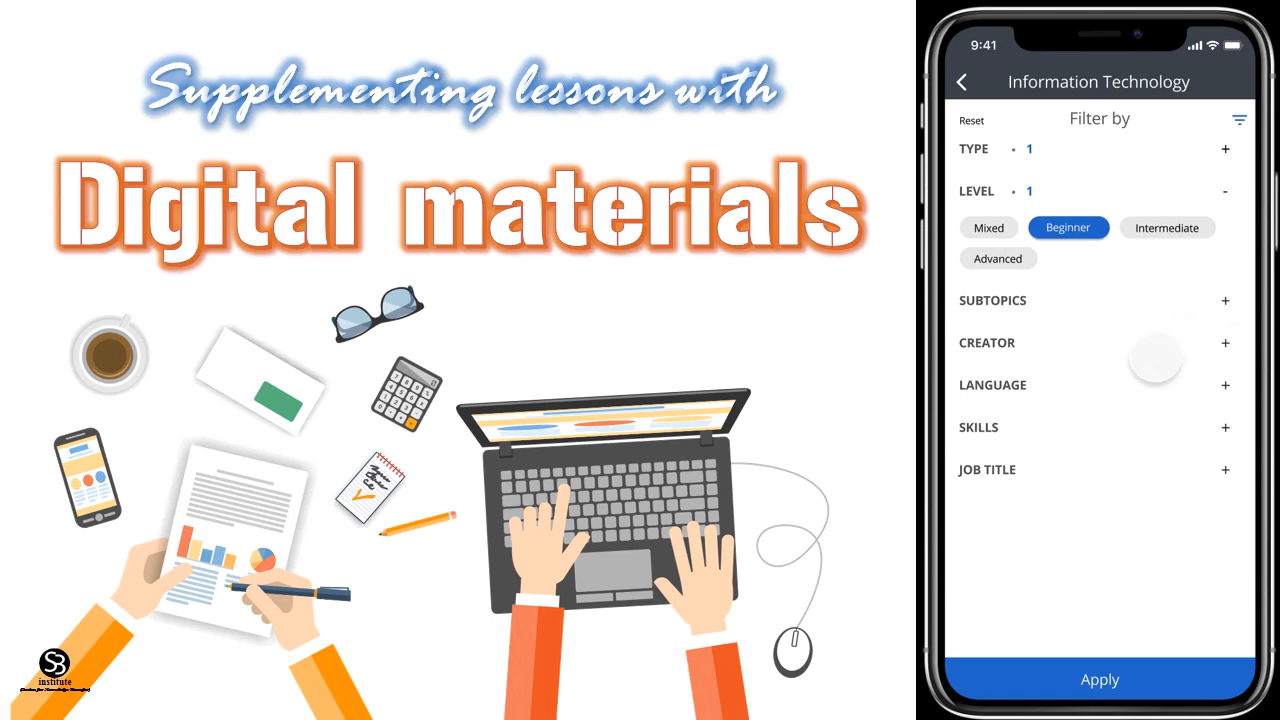 Supplementing lessons with
Digital materials
SB
institute
9:41
Information Technology
Reset
Filter by
TYPE • 1 +
LEVEL • 1 -
Mixed
Beginner
Intermediate
Advanced
SUBTOPICS +
CREATOR +
LANGUAGE +
SKILLS +
JOB TITLE +
Apply